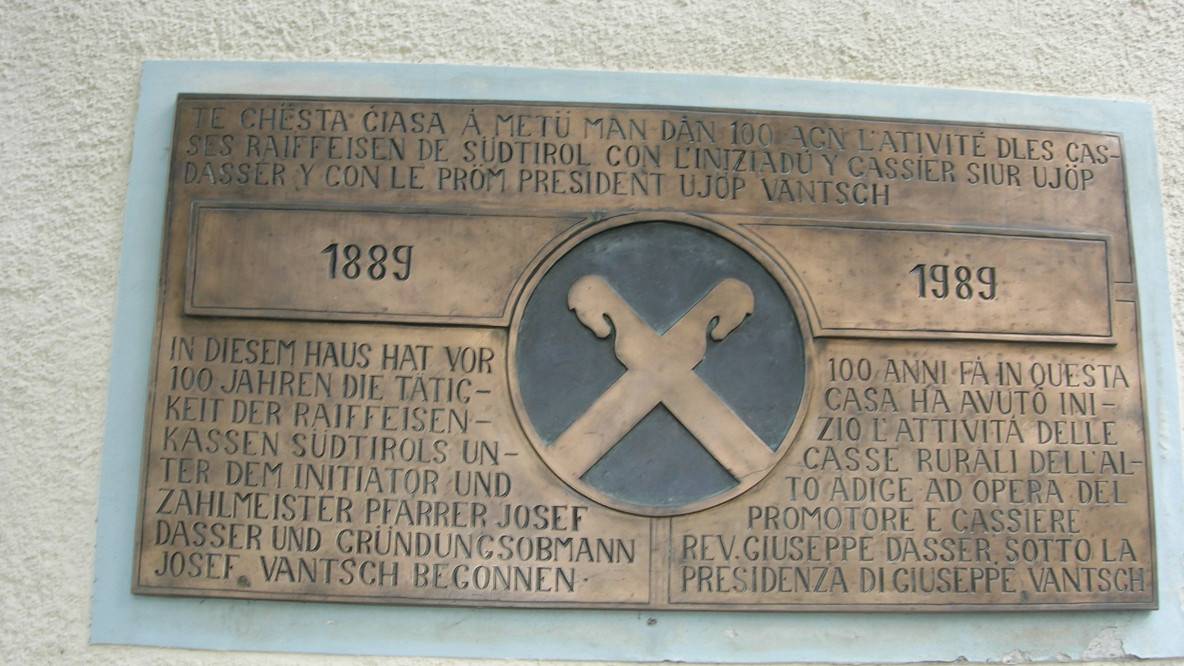 TE CHËSTA ĆIASA Á METÜ MAN DAN 100 AGN L'ATIVITÉ DLES CAS-
SES RAIFFEISEN DE SÜDTIROL CON L'INIZIADÚ Y CASSIER SIUR UJÖP
DASSER Y CON LE PRÖM PRESIDENT UJÖP VANTSCH
1889
1989
IN DIESEM HAUS HAT VOR
100 JAHREN DIE TÄTIG-
KEIT DER RAIFFEISEN-
KASSEN SÜDTIROLS UN-
TER DEM INITIATOR UND
ZAHLMEISTER PFARRER JOSEF
DASSER UND GRÜNDUNGSOBMANN
JOSEF VANTSCH BEGONNEN
100 ANNI FA IN QUESTA
CASA HA AVUTO INI-
ZIO L'ATTIVITÀ DELLE
CASSE RURALI DELL'AL-
TO ADIGE AD OPERA DEL
PROMOTORE E CASSIERE
REV. GIUSEPPE DASSER SOTTO LA
PRESIDENZA DI GIUSEPPE VANTSCH